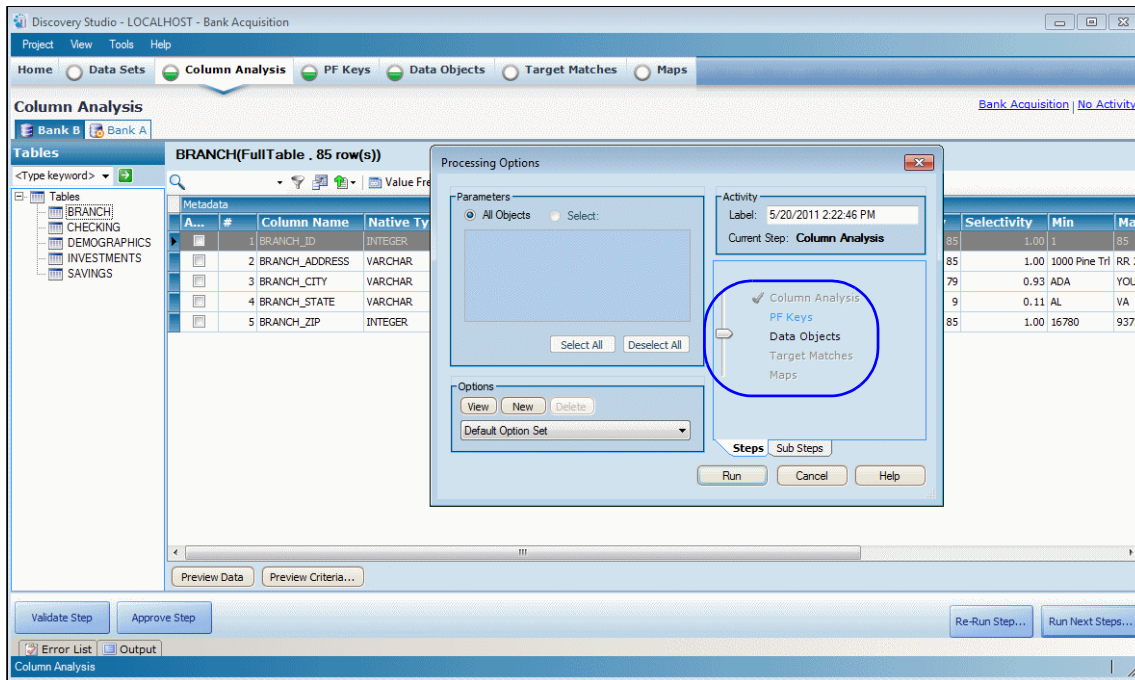 Discovery Studio - LOCALHOST - Bank Acquisition
Project View Tools Help
Home Data Sets Column Analysis PF Keys Data Objects Target Matches Maps
Column Analysis
Bank Acquisition | No Activity
Bank B Bank A
Tables
BRANCH(FullTable . 85 row(s))
<Type keyword>
Value Fre
Tables
BRANCH
CHECKING
DEMOGRAPHICS
INVESTMENTS
SAVINGS
Metadata
A... # Column Name Native Ty Selectivity Min Ma
1 BRANCH_ID INTEGER 85 1.00 1 85
2 BRANCH_ADDRESS VARCHAR 85 1.00 1000 Pine Trl RR
3 BRANCH_CITY VARCHAR 79 0.93 ADA YOU
4 BRANCH_STATE VARCHAR 9 0.11 AL VA
5 BRANCH_ZIP INTEGER 85 1.00 16780 937
Processing Options
Parameters
All Objects Select:
Select All Deselect All
Options
View New Delete
Default Option Set
Activity
Label: 5/20/2011 2:22:46 PM
Current Step: Column Analysis
Column Analysis
PF Keys
Data Objects
Target Matches
Maps
Steps Sub Steps
Run Cancel Help
Preview Data Preview Criteria...
Validate Step Approve Step Re-Run Step... Run Next Steps...
Error List Output
Column Analysis